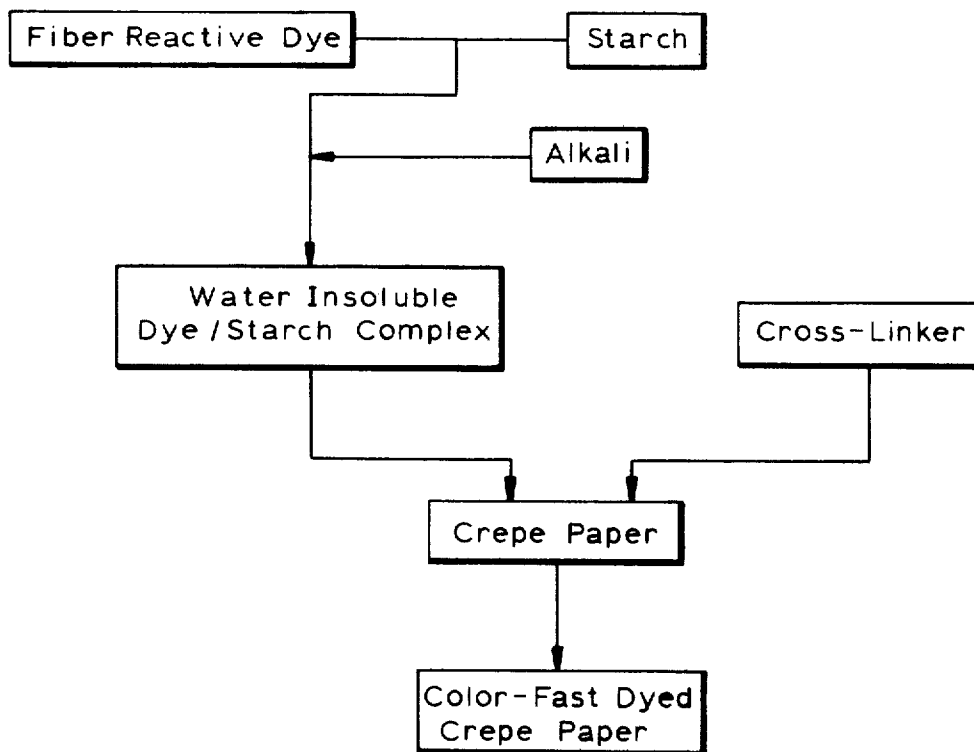 Fiber Reactive Dye
Starch
Alkali
Water Insoluble
Dye/Starch Complex
Cross-Linker
Crepe Paper
Color-Fast Dyed
Crepe Paper